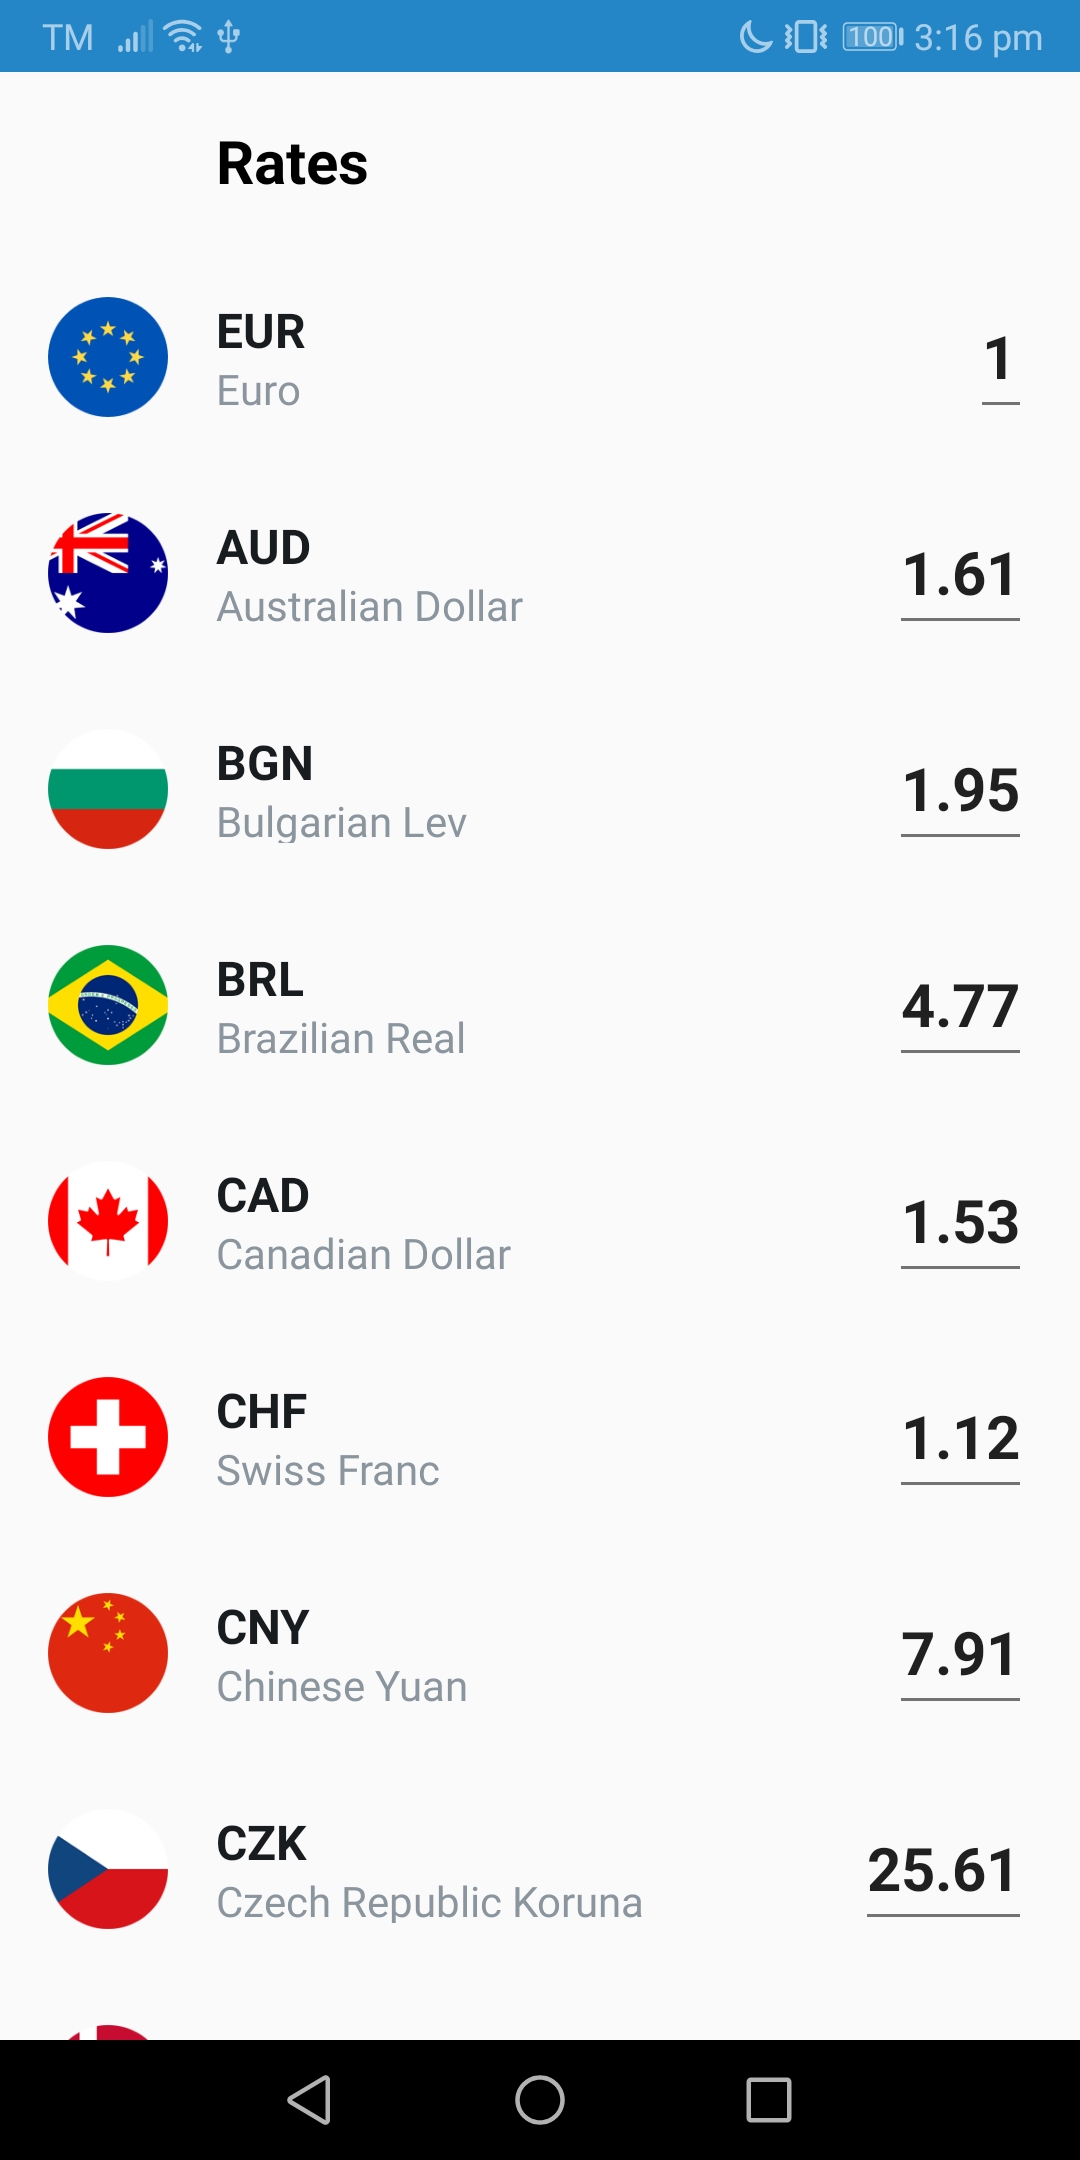 TM 100 3:16 pm
Rates
EUR
Euro
1
AUD
Australian Dollar
1.61
BGN
Bulgarian Lev
1.95
BRL
Brazilian Real
4.77
CAD
Canadian Dollar
1.53
CHF
Swiss Franc
1.12
CNY
Chinese Yuan
7.91
CZK
Czech Republic Koruna
25.61